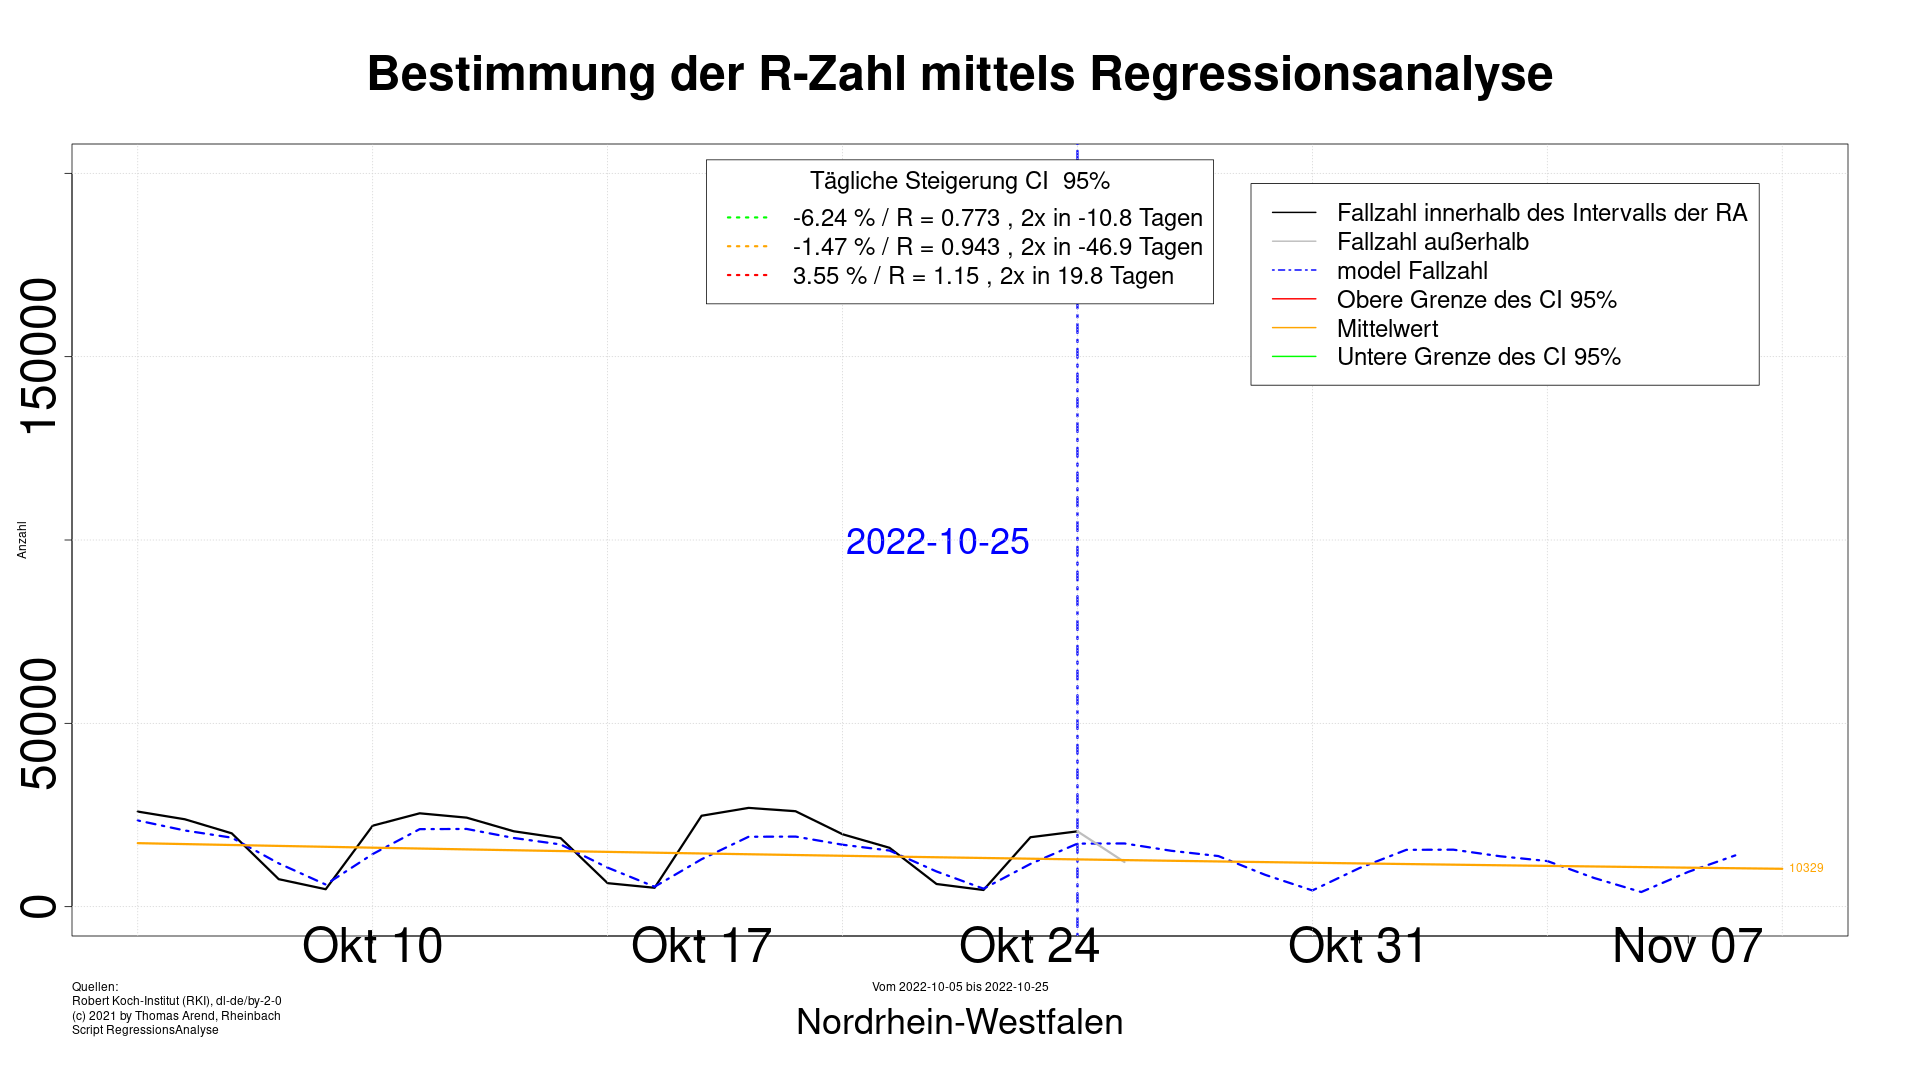 Bestimmung der R-Zahl mittels Regressionsanalyse
Tägliche Steigerung CI  95%
-6.24 % / R = 0.773 , 2x in -10.8 Tagen
-1.47 % / R = 0.943 , 2x in -46.9 Tagen
3.55 % / R = 1.15 , 2x in 19.8 Tagen
Fallzahl innerhalb des Intervalls der RA
Fallzahl außerhalb
model Fallzahl
Obere Grenze des CI 95%
Mittelwert
Untere Grenze des CI 95%
150000
50000
0
Anzahl
2022-10-25
10329
Okt 10
Okt 17
Okt 24
Okt 31
Nov 07
Quellen:
Robert Koch-Institut (RKI), dl-de/by-2-0
(c) 2021 by Thomas Arend, Rheinbach
Script RegressionsAnalyse
Vom 2022-10-05 bis 2022-10-25
Nordrhein-Westfalen